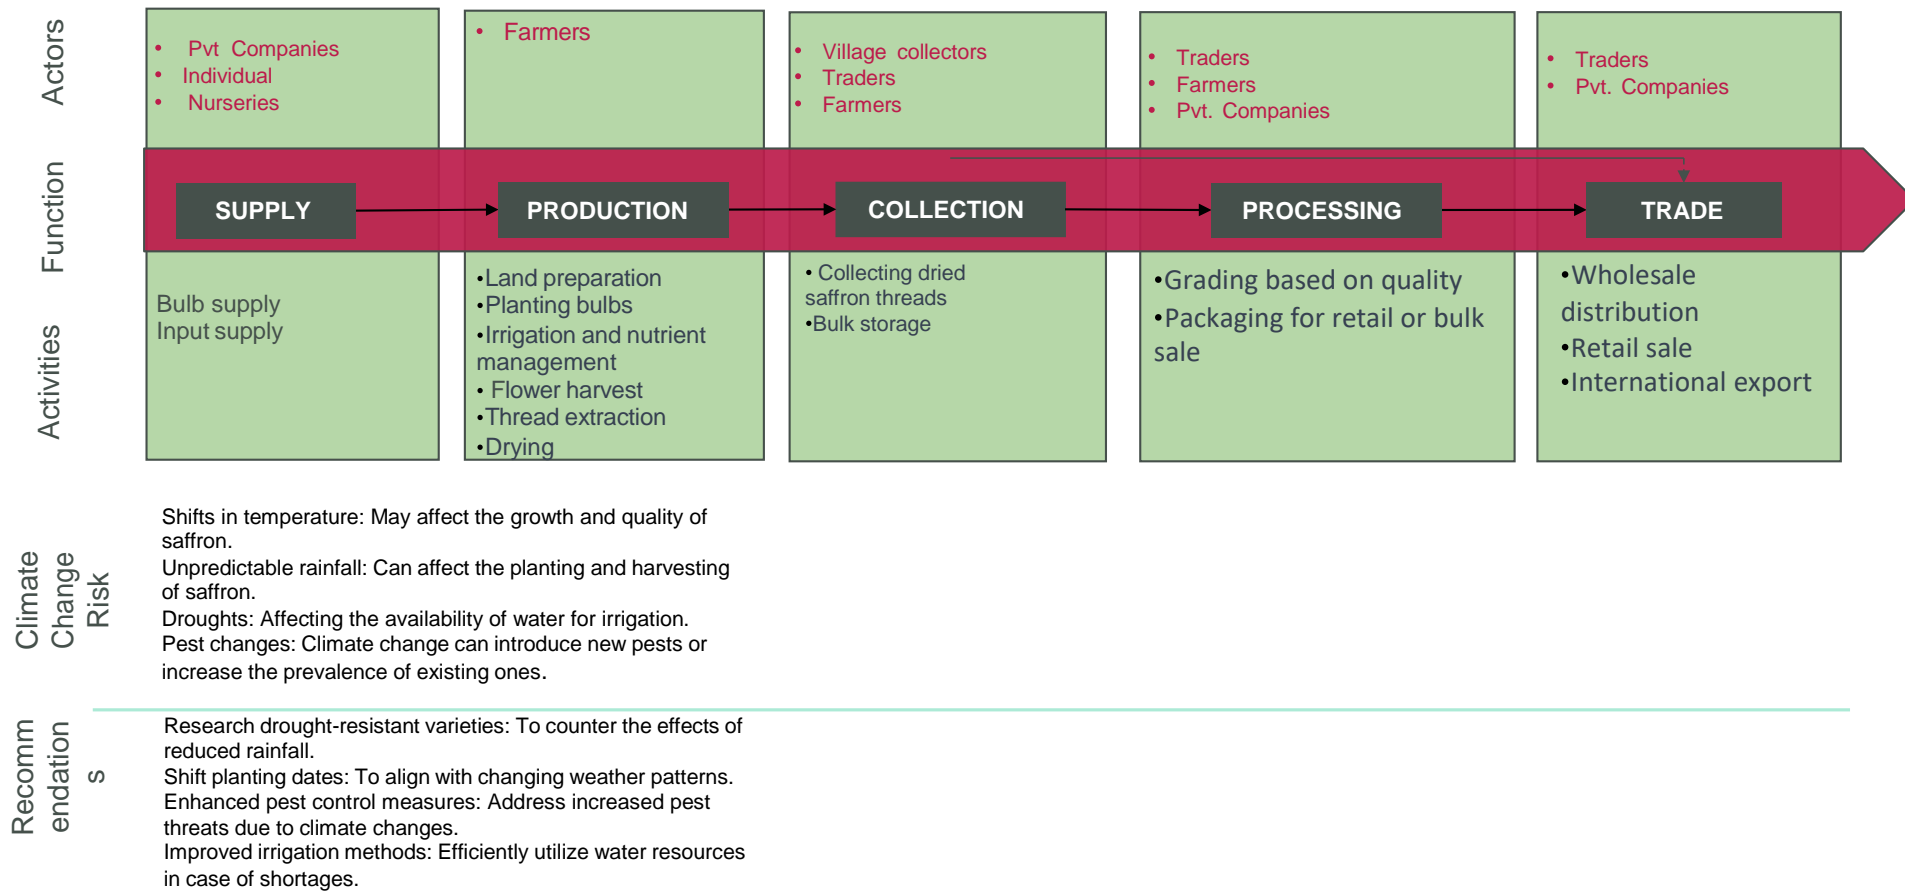 Actors
• Pvt Companies
• Individual
• Nurseries
• Farmers
• Village collectors
• Traders
• Farmers
• Traders
• Farmers
• Pvt. Companies
• Traders
• Pvt. Companies
Function
SUPPLY
PRODUCTION
COLLECTION
PROCESSING
TRADE
Activities
Bulb supply
Input supply
•Land preparation
•Planting bulbs
•Irrigation and nutrient
management
• Flower harvest
•Thread extraction
•Drying
• Collecting dried
saffron threads
•Bulk storage
•Grading based on quality
•Packaging for retail or bulk
sale
•Wholesale
distribution
•Retail sale
•International export
Climate
Change
Risk
Shifts in temperature: May affect the growth and quality of
saffron.
Unpredictable rainfall: Can affect the planting and harvesting
of saffron.
Droughts: Affecting the availability of water for irrigation.
Pest changes: Climate change can introduce new pests or
increase the prevalence of existing ones.
Recomm
endation
s
Research drought-resistant varieties: To counter the effects of
reduced rainfall.
Shift planting dates: To align with changing weather patterns.
Enhanced pest control measures: Address increased pest
threats due to climate changes.
Improved irrigation methods: Efficiently utilize water resources
in case of shortages.